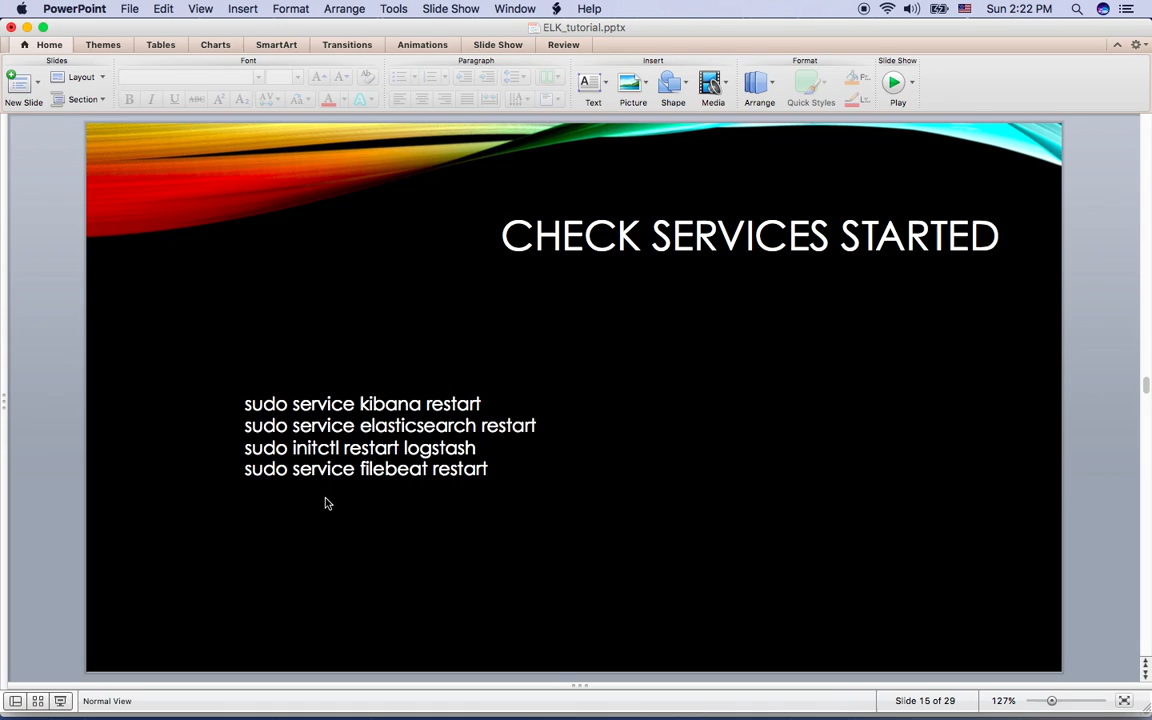 PowerPoint File Edit View Insert Format Arrange Tools Slide Show Window Help Sun 2:22 PM
ELK_tutorial.pptx
Home Themes Tables Charts SmartArt Transitions Animations Slide Show Review
Slides Font Paragraph Insert Format Slide Show
New Slide Layout Section
Text Picture Shape Media Arrange Quick Styles Play
CHECK SERVICES STARTED
sudo service kibana restart
sudo service elasticsearch restart
sudo initctl restart logstash
sudo service filebeat restart
Normal View Slide 15 of 29 127%